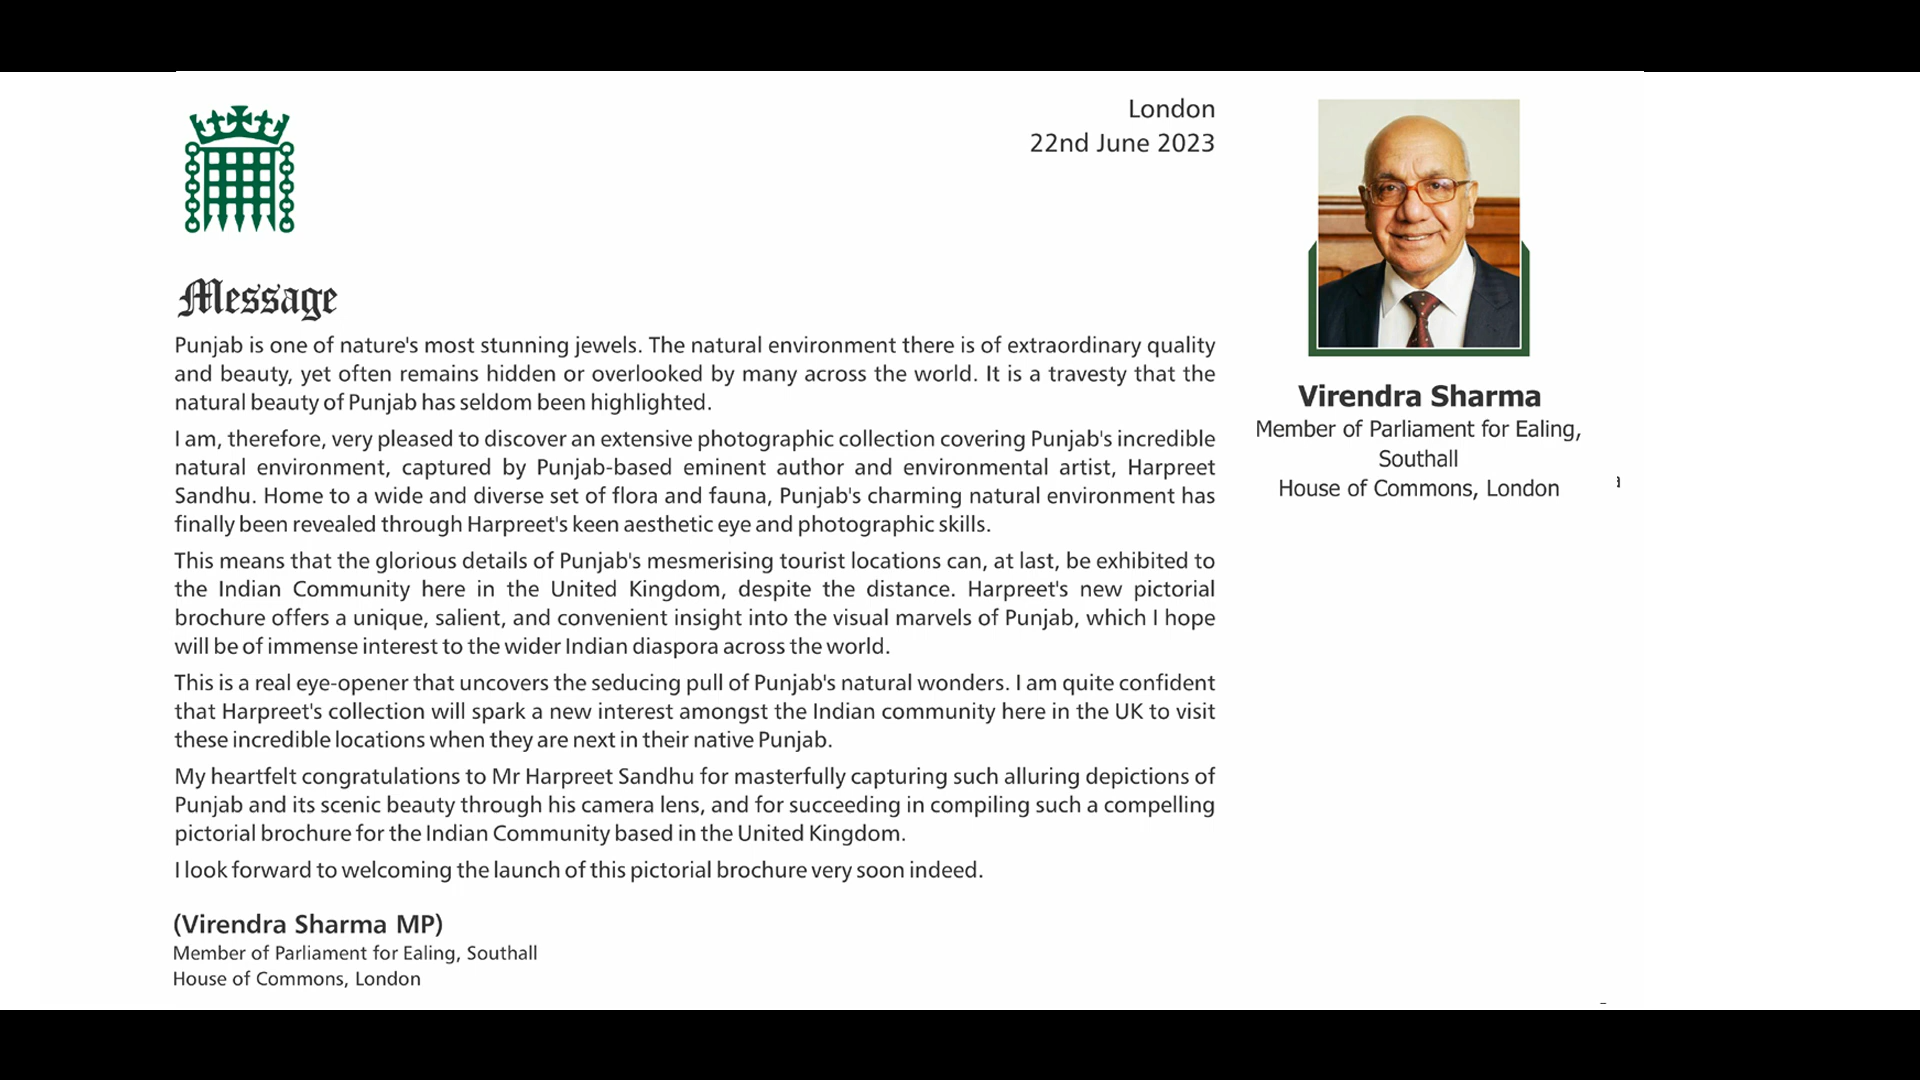 London
22nd June 2023
Message
Punjab is one of nature's most stunning jewels. The natural environment there is of extraordinary quality
and beauty, yet often remains hidden or overlooked by many across the world. It is a travesty that the
natural beauty of Punjab has seldom been highlighted.
I am, therefore, very pleased to discover an extensive photographic collection covering Punjab's incredible
natural environment, captured by Punjab-based eminent author and environmental artist, Harpreet
Sandhu. Home to a wide and diverse set of flora and fauna, Punjab's charming natural environment has
finally been revealed through Harpreet's keen aesthetic eye and photographic skills.
This means that the glorious details of Punjab's mesmerising tourist locations can, at last, be exhibited to
the Indian Community here in the United Kingdom, despite the distance. Harpreet's new pictorial
brochure offers a unique, salient, and convenient insight into the visual marvels of Punjab, which I hope
will be of immense interest to the wider Indian diaspora across the world.
This is a real eye-opener that uncovers the seducing pull of Punjab's natural wonders. I am quite confident
that Harpreet's collection will spark a new interest amongst the Indian community here in the UK to visit
these incredible locations when they are next in their native Punjab.
My heartfelt congratulations to Mr Harpreet Sandhu for masterfully capturing such alluring depictions of
Punjab and its scenic beauty through his camera lens, and for succeeding in compiling such a compelling
pictorial brochure for the Indian Community based in the United Kingdom.
I look forward to welcoming the launch of this pictorial brochure very soon indeed.
(Virendra Sharma MP)
Member of Parliament for Ealing, Southall
House of Commons, London
Virendra Sharma
Member of Parliament for Ealing,
Southall
House of Commons, London